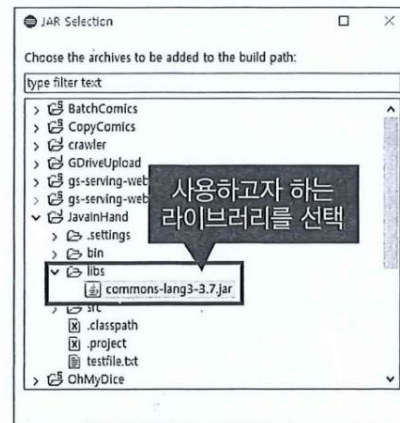 JAR Selection
Choose the archives to be added to the build path:
type filter text
BatchComics
CopyComics
crawler
GDriveUpload
gs-serving-web
gs-serving-web
JavaInHand
.settings
bin
libs
commons-lang3-3.7.jar
src
.classpath
.project
testfile.txt
OhMyDice
사용하고자 하는
라이브러리를 선택